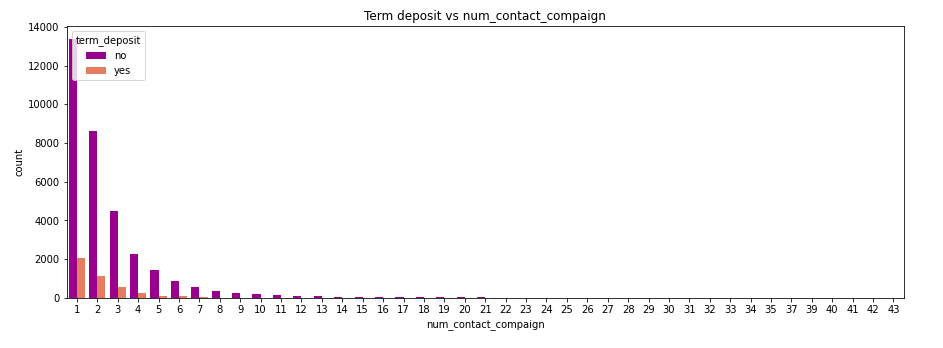 Term deposit vs num_contact_compaign
14000
12000
10000
8000
6000
4000
2000
0
count
term_deposit
no
yes
1 2 3 4 5 6 7 8 9 10 11 12 13 14 15 16 17 18 19 20 21 22 23 24 25 26 27 28 29 30 31 32 33 34 35 37 39 40 41 42 43
num_contact_compaign